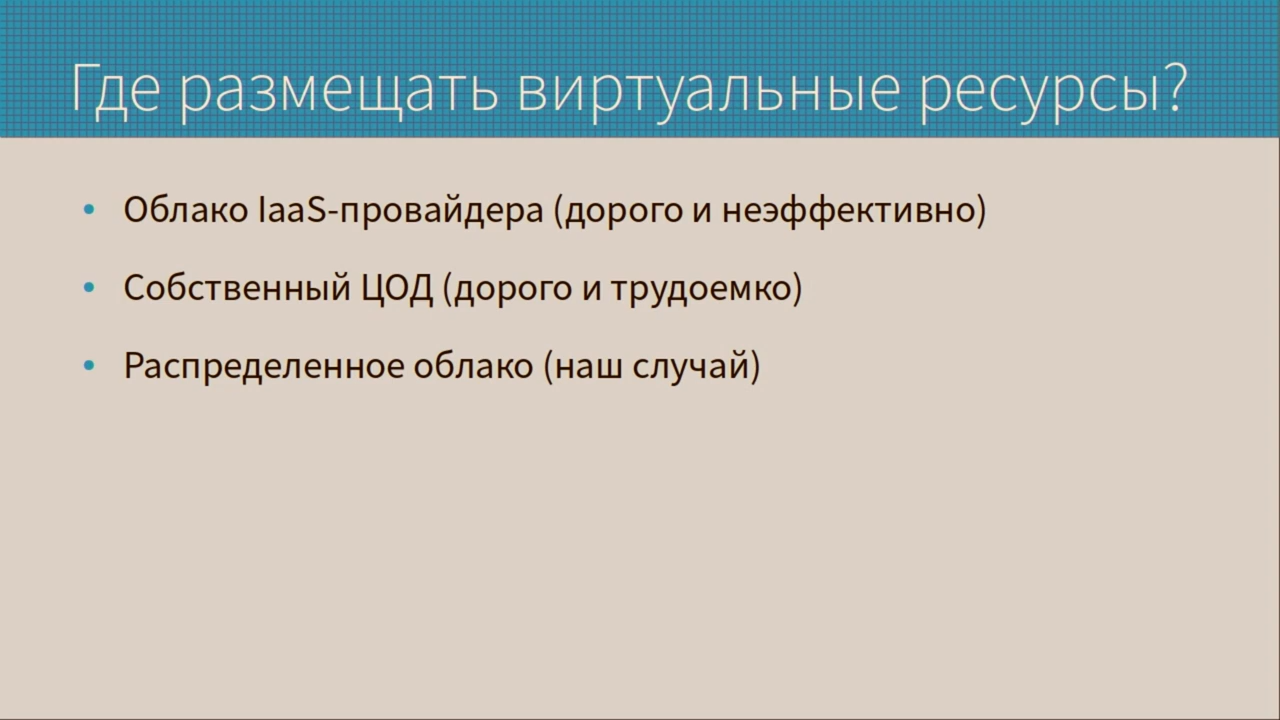 Где размещать виртуальные ресурсы?
• Облако IaaS-провайдера (дорого и неэффективно)
• Собственный ЦОД (дорого и трудоемко)
• Распределенное облако (наш случай)